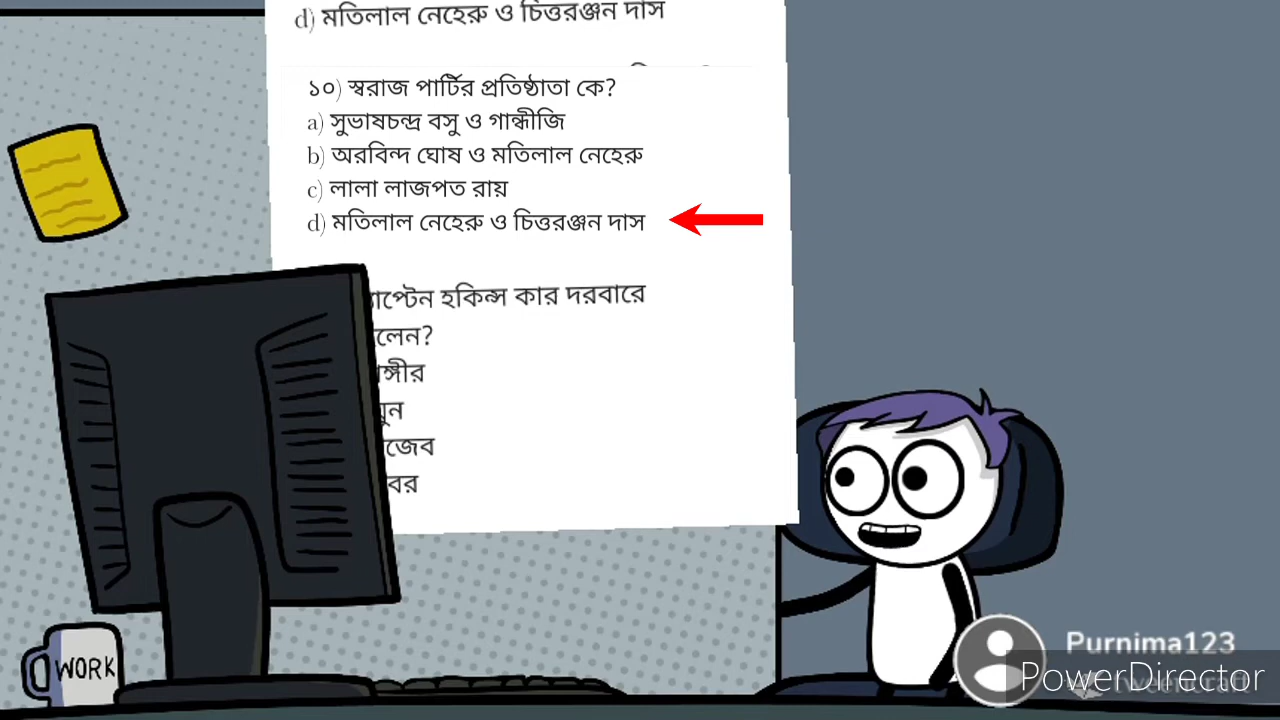 d) মতিলাল নেহেরু ও চিত্তরঞ্জন দাস
১০) স্বরাজ পার্টির প্রতিষ্ঠাতা কে?
a) সুভাষচন্দ্র বসু ও গান্ধীজি
b) অরবিন্দ ঘোষ ও মতিলাল নেহেরু
c) লালা লাজপত রায়
d) মতিলাল নেহেরু ও চিত্তরঞ্জন দাস
হকিন্স কার দরবারে
WORK
Purnima123
PowerDirector